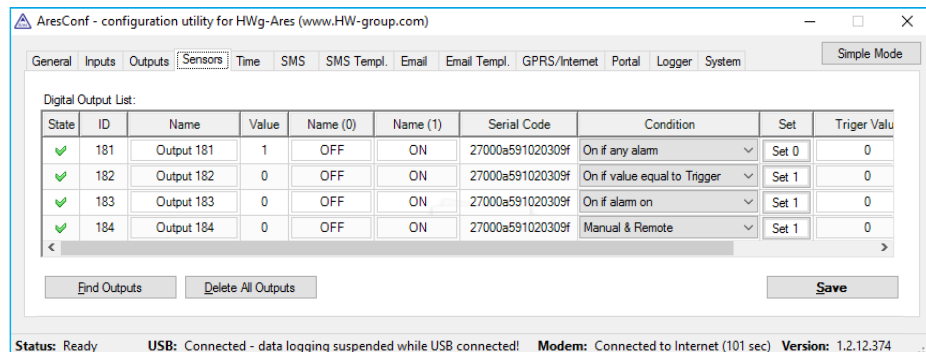 AresConf - configuration utility for HWg-Ares (www.HW-group.com)
Simple Mode
General Inputs Outputs Sensors Time SMS SMS Templ. Email Email Templ. GPRS/Internet Portal Logger System
Digital Output List:
State ID Name Value Name (0) Name (1) Serial Code Condition Set Triger Valu
181 Output 181 1 OFF ON 27000a591020309f On if any alarm Set 0 0
182 Output 182 0 OFF ON 27000a591020309f On if value equal to Trigger Set 1 0
183 Output 183 0 OFF ON 27000a591020309f On if alarm on Set 1 0
184 Output 184 0 OFF ON 27000a591020309f Manual & Remote Set 1 0
Find Outputs Delete All Outputs Save
Status: Ready USB: Connected - data logging suspended while USB connected! Modem: Connected to Internet (101 sec) Version: 1.2.12.374